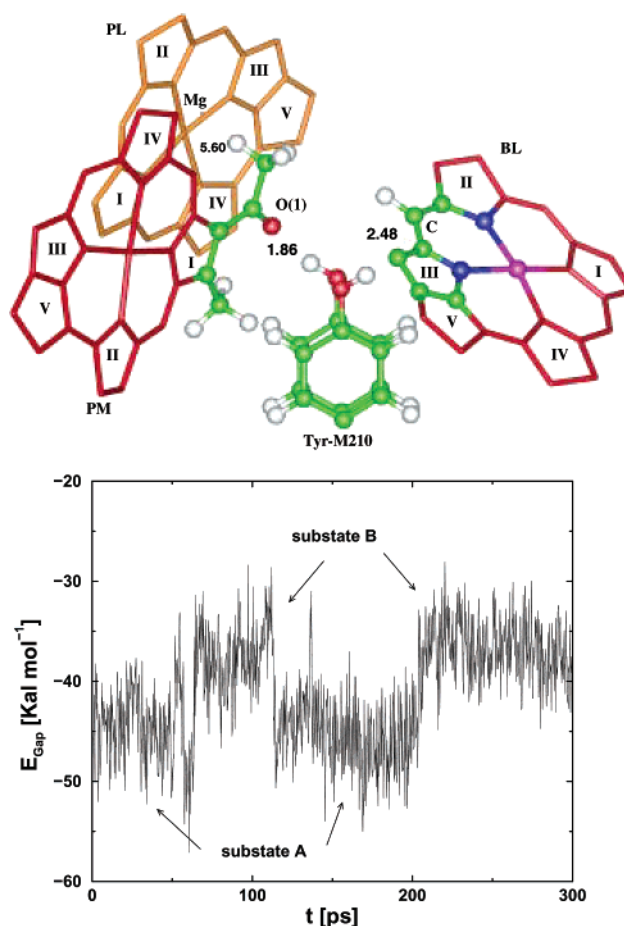 PL
II
III
Mg
V
IV
5.60
BL
I
IV
O(1)
II
C
1.86
2.48
III
I
III
I
V
V
IV
II
PM
Tyr-M210
−20
substate B
−30
−40
E_Gap [Kal mol⁻¹]
−50
substate A
−60
0
100
200
300
t [ps]